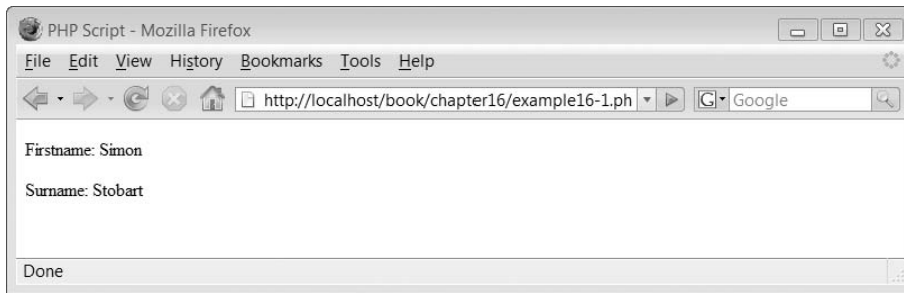 PHP Script - Mozilla Firefox
File Edit View History Bookmarks Tools Help
http://localhost/book/chapter16/example16-1.ph G Google
Firstname: Simon
Surname: Stobart
Done